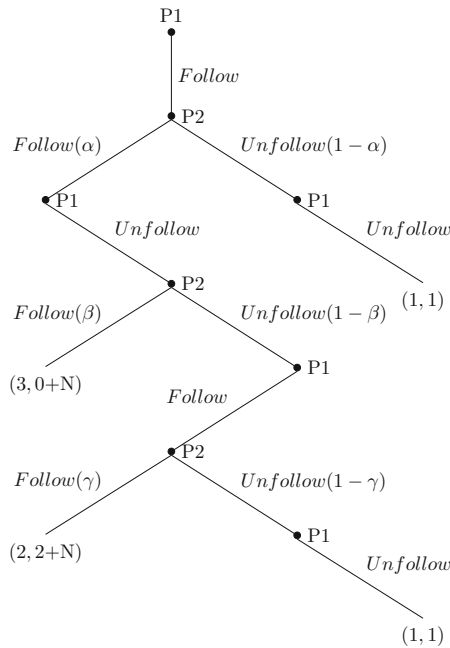 P1
Follow
P2
Follow(α) Unfollow(1 − α)
P1 P1
Unfollow Unfollow
P2 (1, 1)
Follow(β) Unfollow(1 − β)
(3, 0+N) P1
Follow
P2
Follow(γ) Unfollow(1 − γ)
(2, 2+N) P1
Unfollow
(1, 1)